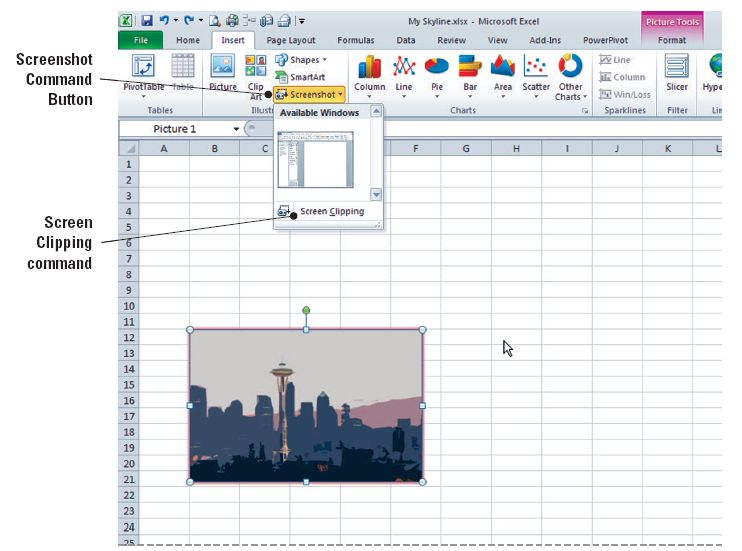 My Skyline.xlsx - Microsoft Excel
Picture Tools
File Home Insert Page Layout Formulas Data Review View Add-Ins PowerPivot Format
Screenshot
Command
Button
PivotTable Table
Picture Clip
Art
Shapes
SmartArt
Screenshot
Column Line Pie Bar Area Scatter Other
Charts
Line
Column
Win/Loss
Slicer
Hype
Tables Illust Charts Sparklines Filter Lin
Available Windows
Screen Clipping
Picture 1
A B C F G H I J K L
Screen
Clipping
command
1
2
3
4
5
6
7
8
9
10
11
12
13
14
15
16
17
18
19
20
21
22
23
24
25